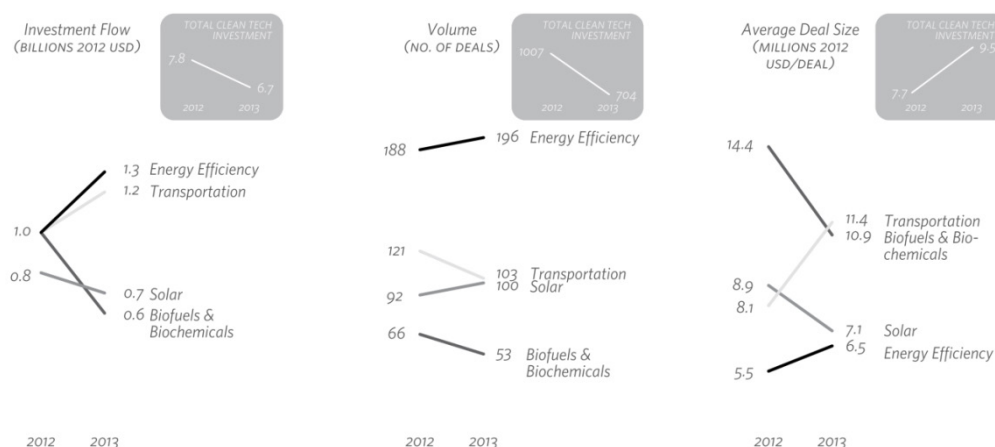 Investment Flow
(BILLIONS 2012 USD)
TOTAL CLEAN TECH
INVESTMENT
7.8
6.7
2012 2013
1.3 Energy Efficiency
1.2 Transportation
1.0
0.8
0.7 Solar
0.6 Biofuels &
Biochemicals
2012 2013
Volume
(NO. OF DEALS)
TOTAL CLEAN TECH
INVESTMENT
1007
704
2012 2013
188
196 Energy Efficiency
121
103 Transportation
100 Solar
92
66
53 Biofuels &
Biochemicals
2012 2013
Average Deal Size
(MILLIONS 2012
USD/DEAL)
TOTAL CLEAN TECH
INVESTMENT
9.5
7.7
2012 2013
14.4
11.4 Transportation
10.9 Biofuels & Bio-
chemicals
8.9
8.1
7.1 Solar
6.5 Energy Efficiency
5.5
2012 2013